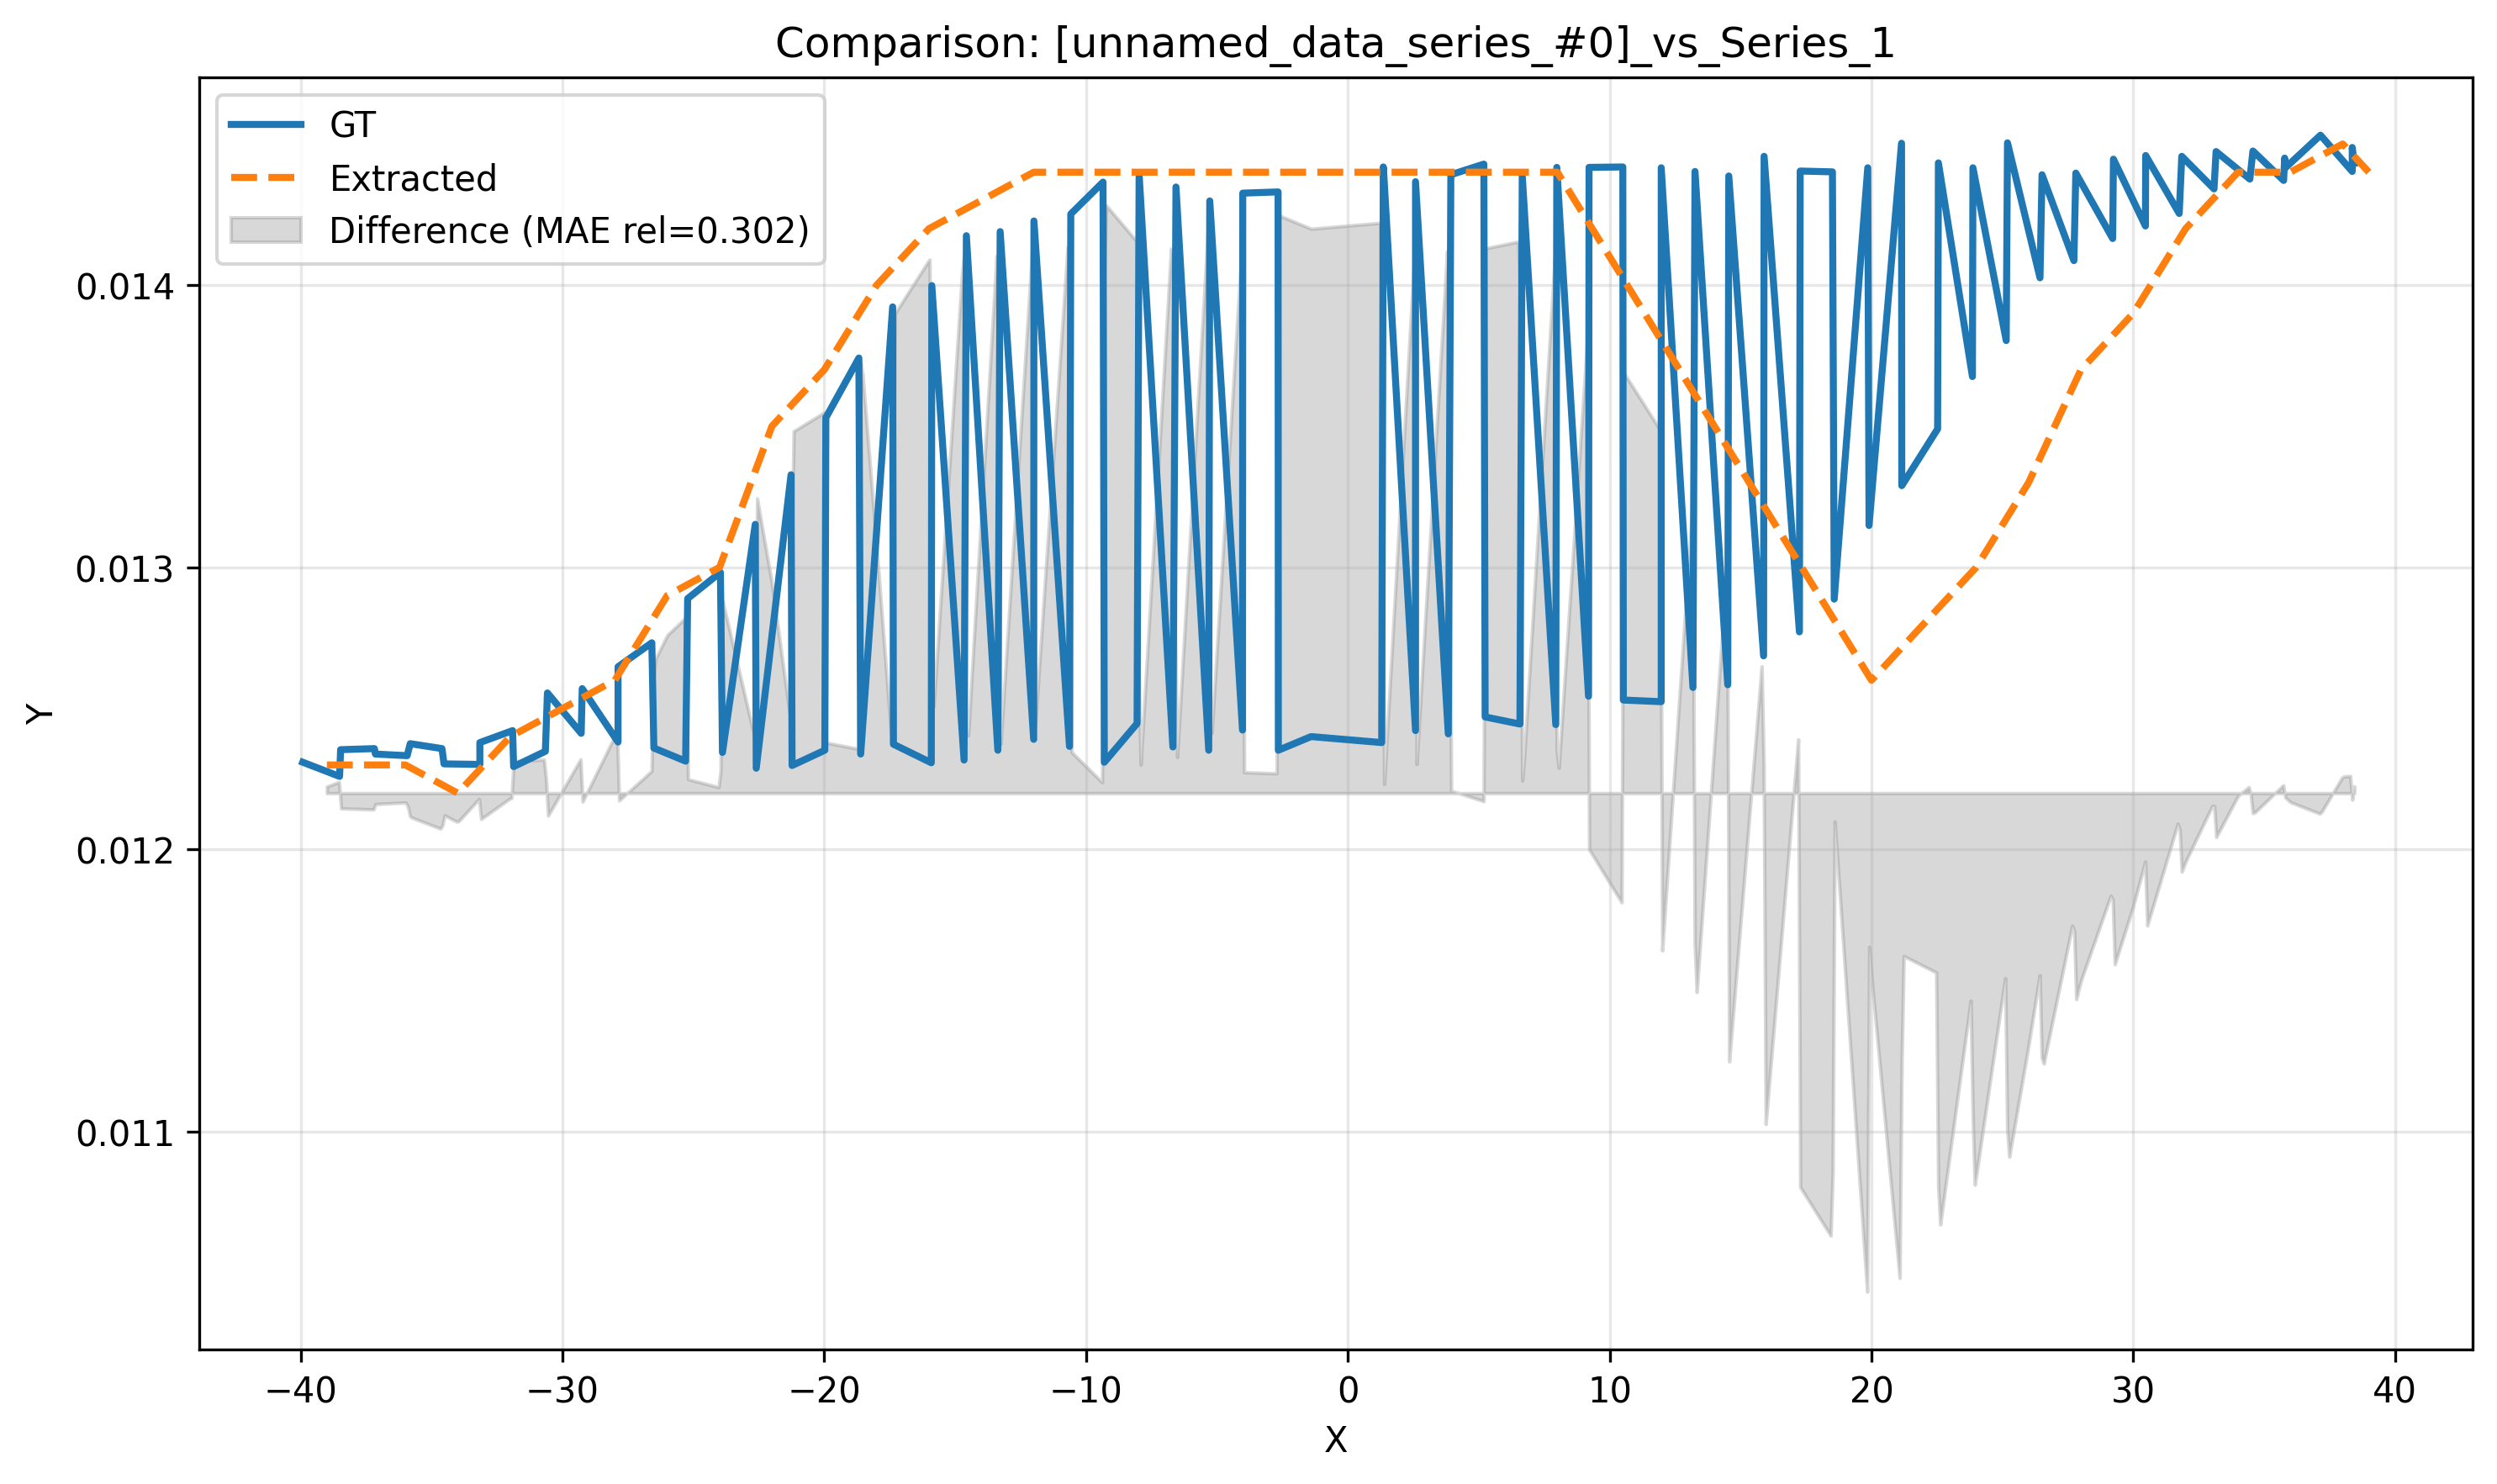 Comparison: [unnamed_data_series_#0]_vs_Series_1
GT
Extracted
Difference (MAE rel=0.302)
Y
0.014
0.013
0.012
0.011
−40
−30
−20
−10
0
10
20
30
40
X